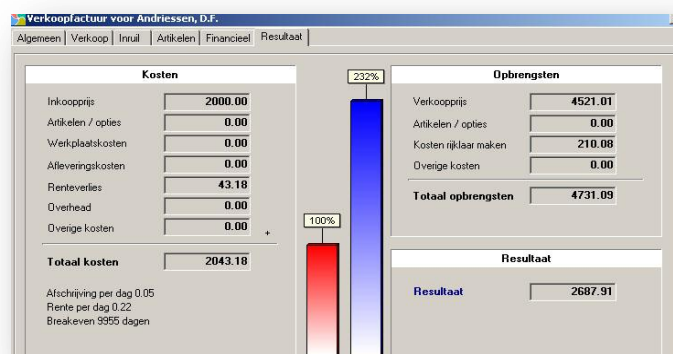 Verkoopfactuur voor Andriessen, D.F.
Algemeen Verkoop Inruil Artikelen Financieel Resultaat
Kosten
Inkoopprijs 2000.00
Artikelen / opties 0.00
Werkplaatskosten 0.00
Afleveringskosten 0.00
Renteverlies 43.18
Overhead 0.00
Overige kosten 0.00 +
Totaal kosten 2043.18
Afschrijving per dag 0.05
Rente per dag 0.22
Breakeven 9955 dagen
100%
232%
Opbrengsten
Verkoopprijs 4521.01
Artikelen / opties 0.00
Kosten rijklaar maken 210.08
Overige kosten 0.00
Totaal opbrengsten 4731.09
Resultaat
Resultaat 2687.91